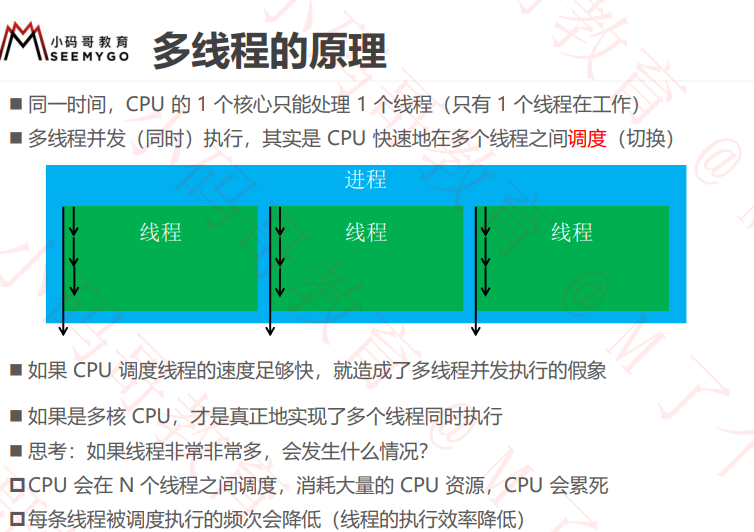 小码哥教育
SEEMYGO
多线程的原理
同一时间，CPU 的 1 个核心只能处理 1 个线程（只有 1 个线程在工作）
多线程并发（同时）执行，其实是 CPU 快速地在多个线程之间调度（切换）
进程
线程 线程 线程
如果 CPU 调度线程的速度足够快，就造成了多线程并发执行的假象
如果是多核 CPU，才是真正地实现了多个线程同时执行
思考：如果线程非常非常多，会发生什么情况？
CPU 会在 N 个线程之间调度，消耗大量的 CPU 资源，CPU 会累死
每条线程被调度执行的频次会降低（线程的执行效率降低）
小码哥教育 @M了个